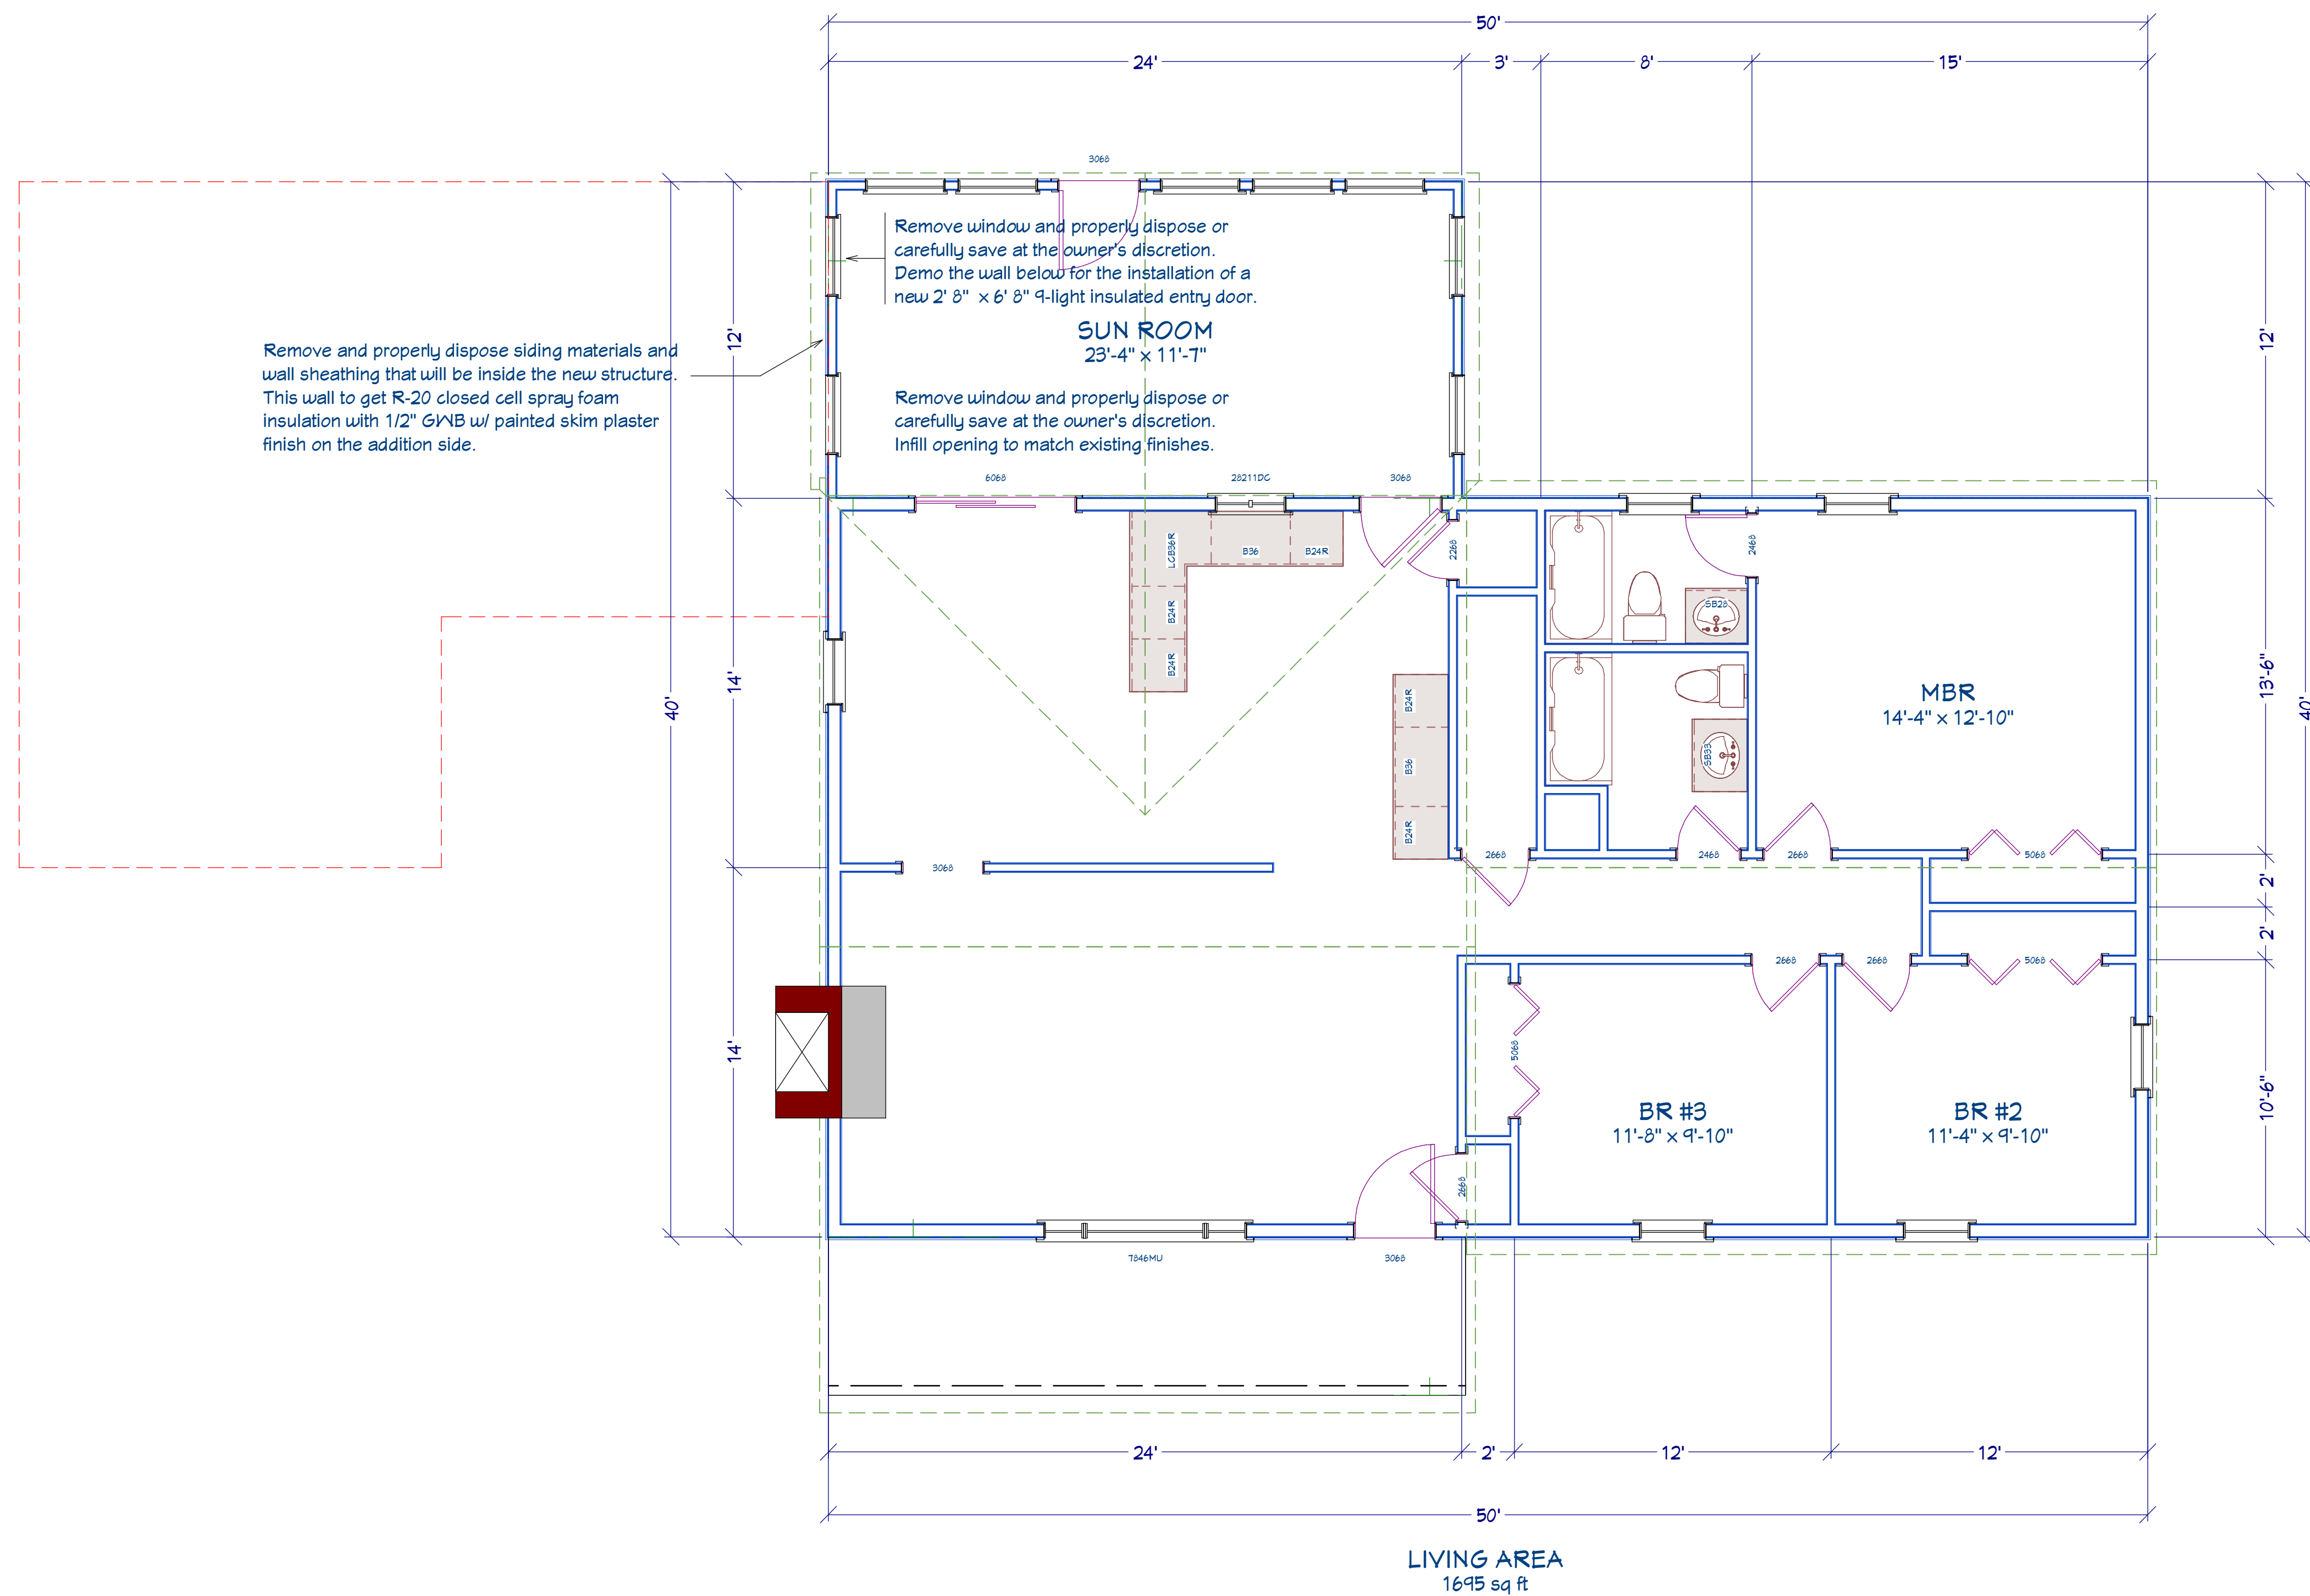 50'
24'
3'
8'
15'
3068
Remove window and properly dispose or
carefully save at the owner's discretion.
Demo the wall below for the installation of a
new 2' 8" x 6' 8" 9-light insulated entry door.
SUN ROOM
23'-4" x 11'-7"
Remove and properly dispose siding materials and
wall sheathing that will be inside the new structure.
This wall to get R-20 closed cell spray foam
insulation with 1/2" GWB w/ painted skim plaster
finish on the addition side.
12'
12'
Remove window and properly dispose or
carefully save at the owner's discretion.
Infill opening to match existing finishes.
6068
28211DC
3068
LCB36R
B36
B24R
2268
2468
B24R
SB28
B24R
40'
14'
B24R
MBR
14'-4" x 12'-10"
13'-6"
40'
B36
SB33
B24R
3068
2668
2468
2668
5068
2'
2'
2668
2668
5068
14'
5068
BR #3
11'-8" x 9'-10"
BR #2
11'-4" x 9'-10"
10'-6"
2668
7846MU
3068
24'
2'
12'
12'
50'
LIVING AREA
1695 sq ft